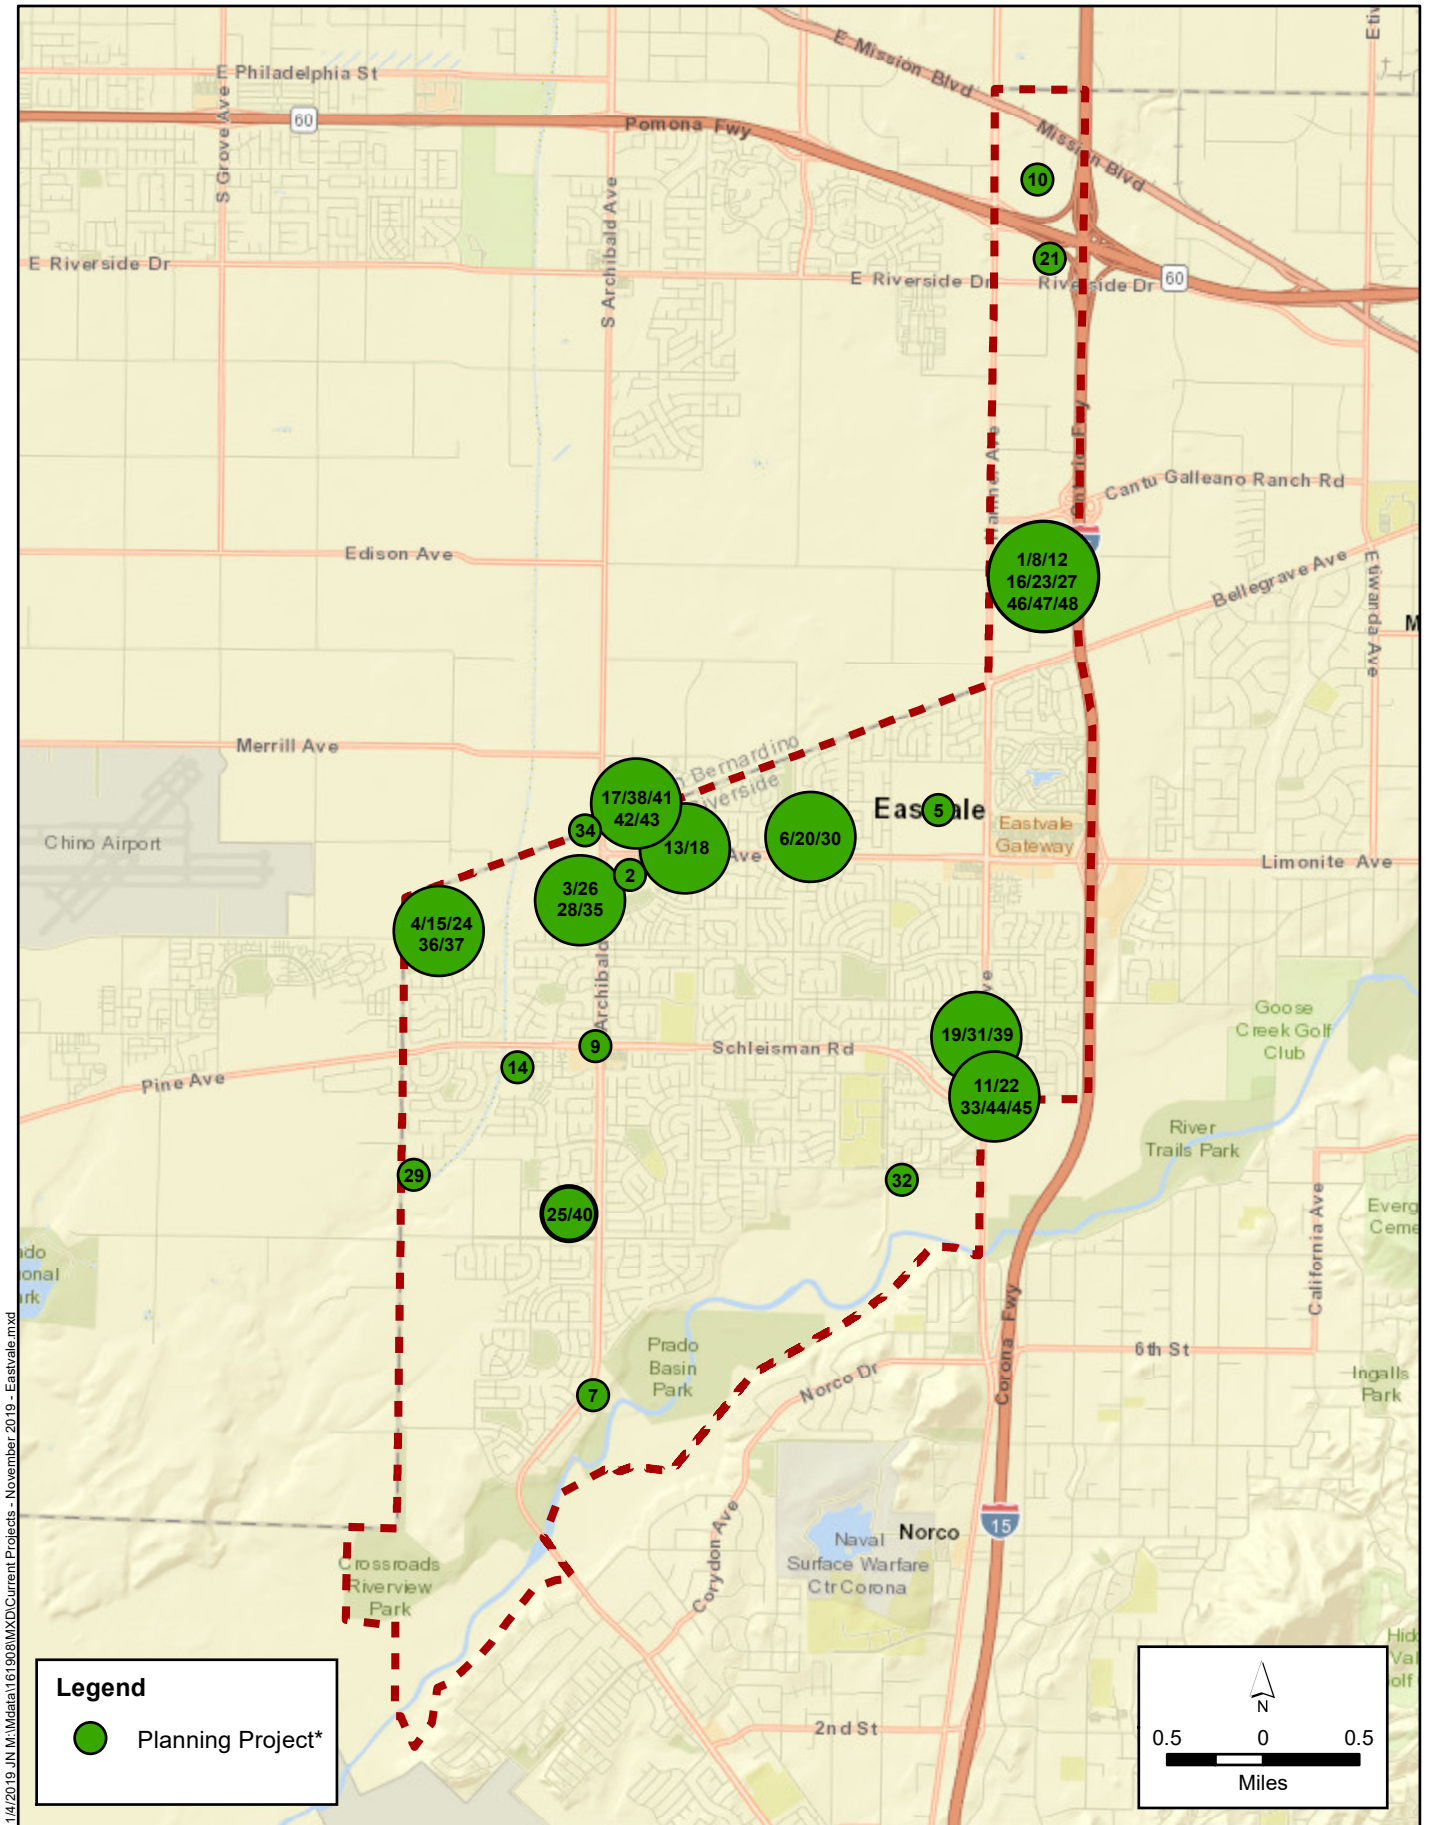 E Philadelphia St
S Grove Ave
60
Pomona Fwy
E Mission Blvd
Mission Blvd
10
21
E Riverside Dr
S Archibald Ave
E Riverside Dr
Riverside Dr
60
Cantu Galleano Ranch Rd
Edison Ave
1/8/12
16/23/27
46/47/48
Bellegrave Ave
Etiwanda Ave
Merrill Ave
Chino Airport
17/38/41
42/43
34
13/18
2
3/26
28/35
4/15/24
36/37
6/20/30
5
Eastvale
Eastvale
Gateway
Ave
Limonite Ave
Archibald
19/31/39
11/22
33/44/45
9
14
Schleisman Rd
Pine Ave
Goose
Creek Golf
Club
River
Trails Park
29
25/40
32
California Ave
Prado
Basin
Park
7
Norco Dr
Corona Fwy
6th St
Ingalls
Park
15
Naval
Surface Warfare
Ctr Corona
Norco
Corydon Ave
Crossroads
Riverview
Park
2nd St
Legend
Planning Project*
N
0.5 0 0.5
Miles
1/4/2019 JN M:\Mdata\161908\MXD\Current Projects - November 2019 - Eastvale.mxd